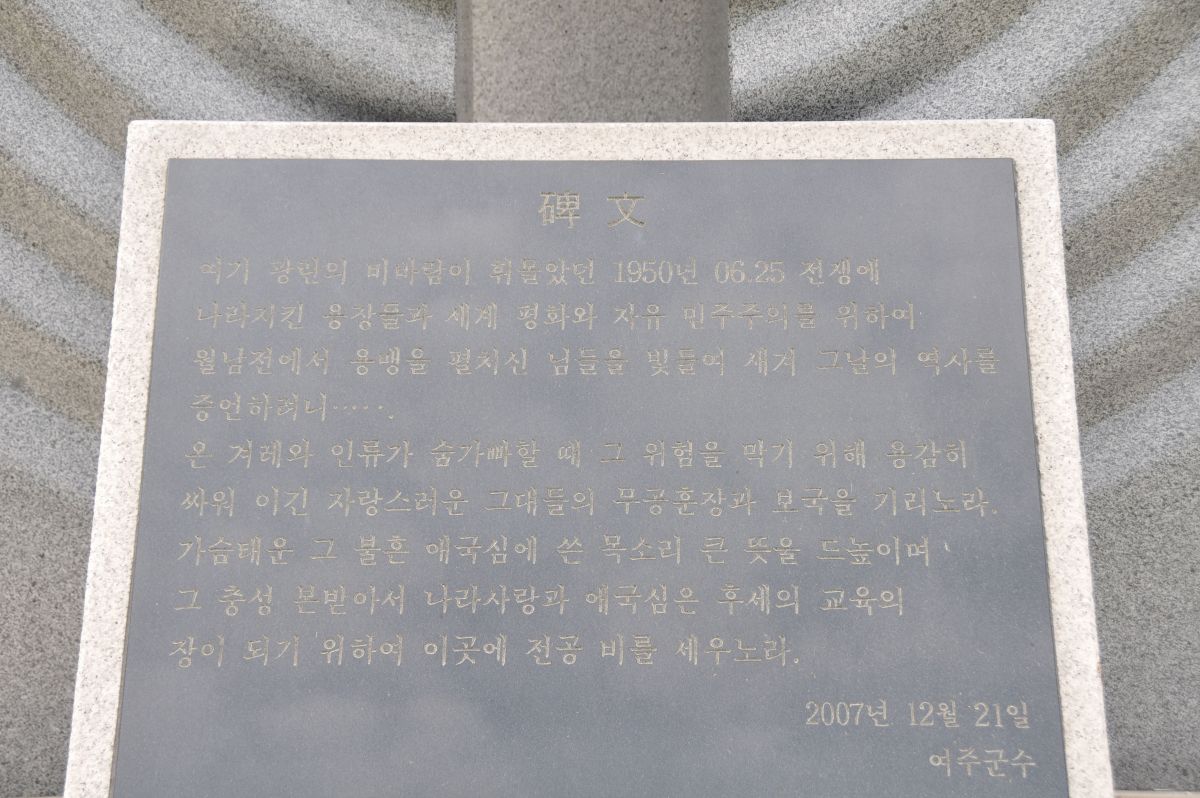 碑文
여기 광란의 비바람이 휘몰았던 1950년 06.25 전쟁에
나라지킨 용장들과 세계 평화와 자유 민주주의를 위하여
월남전에서 용맹을 펼치신 님들을 빛들여 새겨 그날의 역사를
증언하려니·····.
온 겨레와 인류가 숨가빠할 때 그 위험을 막기 위해 용감히
싸워 이긴 자랑스러운 그대들의 무공훈장과 보국을 기리노라.
가슴태운 그 붉흔 애국심에 쓴 목소리 큰 뜻을 드높이며
그 충성 본받아서 나라사랑과 애국심은 후세의 교육의
장이 되기 위하여 이곳에 전공 비를 세우노라.
2007년 12월 21일
여주군수